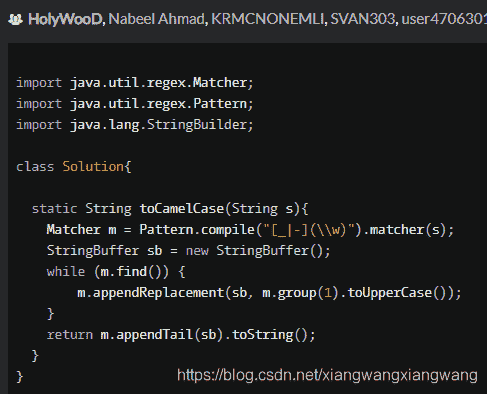 HolyWooD, Nabeel Ahmad, KRMCNONEMLI, SVAN303, user4706301
import java.util.regex.Matcher;
import java.util.regex.Pattern;
import java.lang.StringBuilder;
class Solution{
static String toCamelCase(String s){
Matcher m = Pattern.compile("[_|-](\\w)").matcher(s);
StringBuffer sb = new StringBuffer();
while (m.find()) {
m.appendReplacement(sb, m.group(1).toUpperCase());
}
return m.appendTail(sb).toString();
}
}
https://blog.csdn.net/xiangwangxiangwang